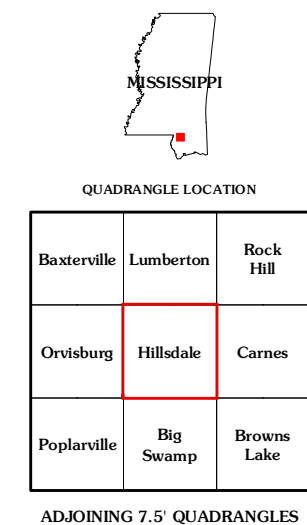 MISSISSIPPI
QUADRANGLE LOCATION
Baxterville
Lumberton
Rock
Hill
Orvisburg
Hillsdale
Carnes
Poplarville
Big
Swamp
Browns
Lake
ADJOINING 7.5' QUADRANGLES